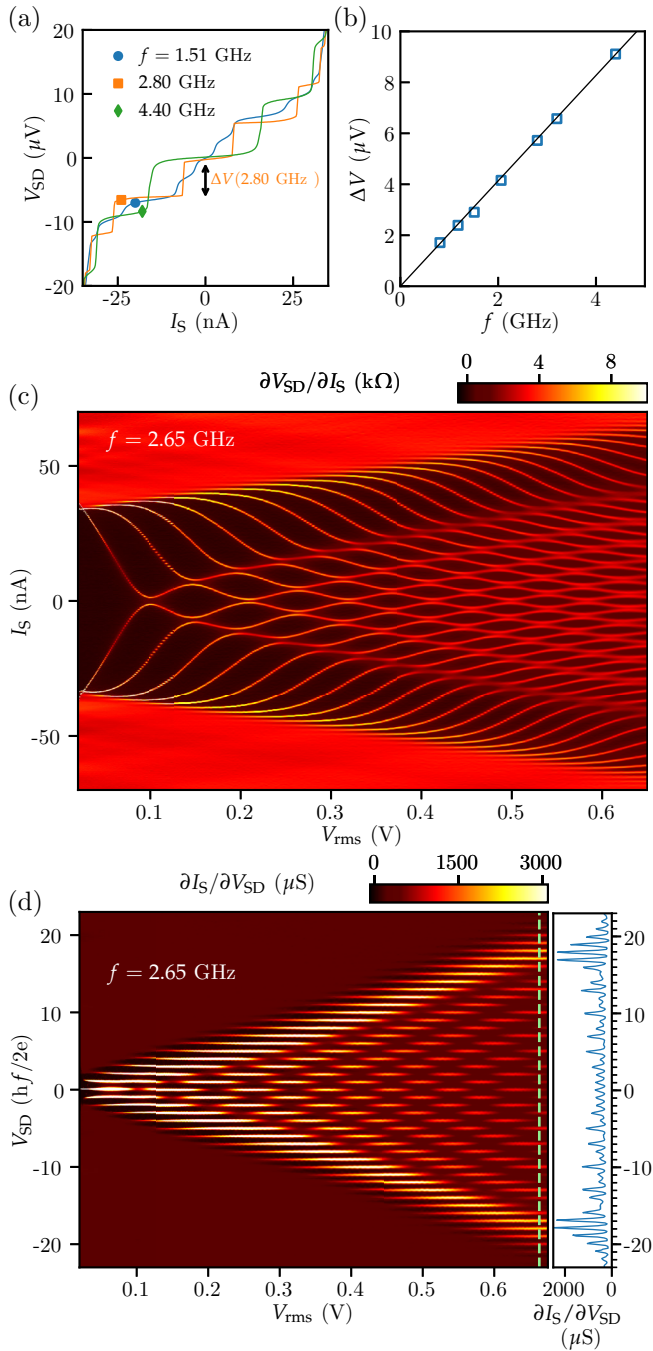 (a)
20
10
0
-10
-20
V_SD (μV)
f = 1.51 GHz
2.80 GHz
4.40 GHz
ΔV(2.80 GHz )
-25
0
25
I_S (nA)
(b)
10
8
6
4
2
0
ΔV (μV)
0
2
4
f (GHz)
∂V_SD/∂I_S (kΩ)
0
4
8
(c)
f = 2.65 GHz
50
0
-50
I_S (nA)
0.1
0.2
0.3
0.4
0.5
0.6
V_rms (V)
∂I_S/∂V_SD (μS)
0
1500
3000
(d)
f = 2.65 GHz
20
10
0
-10
-20
V_SD (hf/2e)
0.1
0.2
0.3
0.4
0.5
0.6
V_rms (V)
20
10
0
-10
-20
2000
0
∂I_S/∂V_SD
(μS)